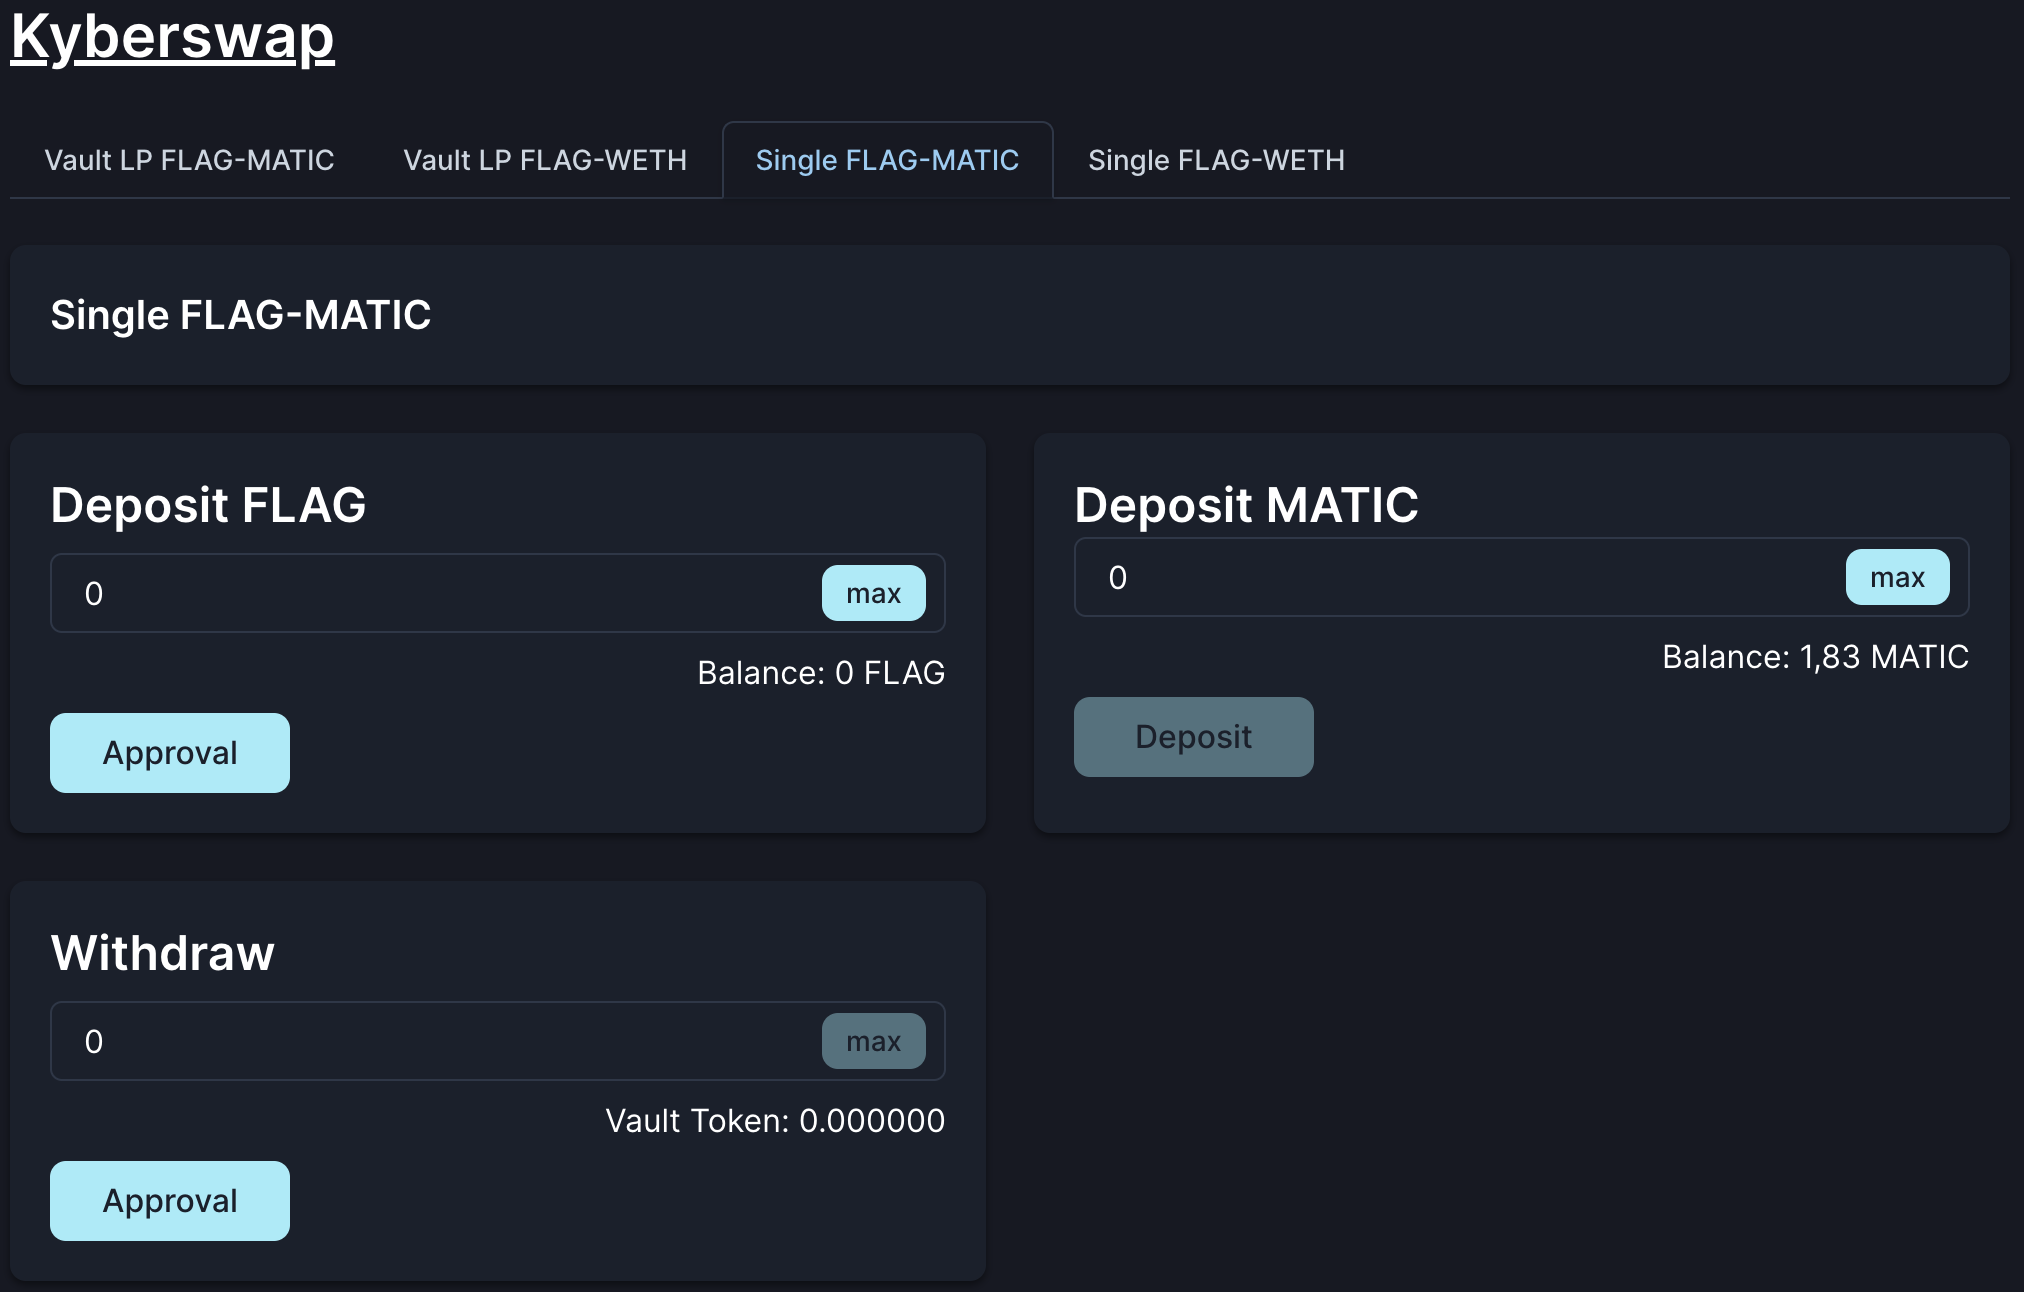 Kyberswap
Vault LP FLAG-MATIC Vault LP FLAG-WETH Single FLAG-MATIC Single FLAG-WETH
Single FLAG-MATIC
Deposit FLAG
0 max
Balance: 0 FLAG
Approval
Deposit MATIC
0 max
Balance: 1,83 MATIC
Deposit
Withdraw
0 max
Vault Token: 0.000000
Approval